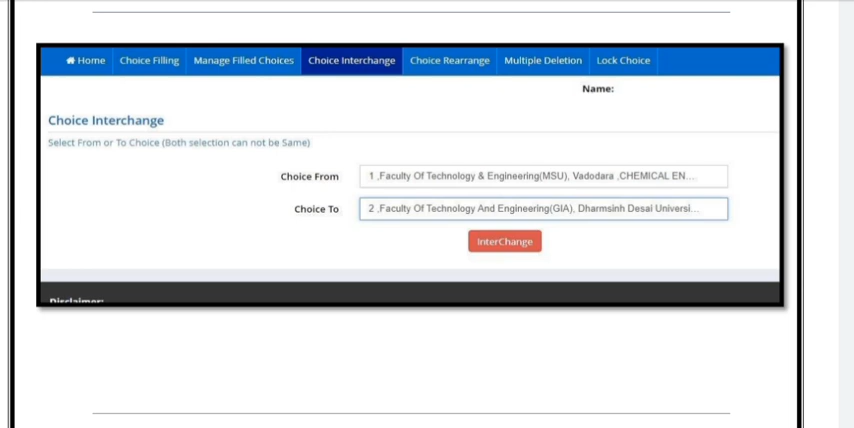 Home Choice Filling Manage Filled Choices Choice Interchange Choice Rearrange Multiple Deletion Lock Choice
Name:
Choice Interchange
Select From or To Choice (Both selection can not be Same)
Choice From 1 ,Faculty Of Technology & Engineering(MSU), Vadodara ,CHEMICAL EN...
Choice To 2 ,Faculty Of Technology And Engineering(GIA), Dharmsinh Desai Universi...
InterChange
Disclaimer: